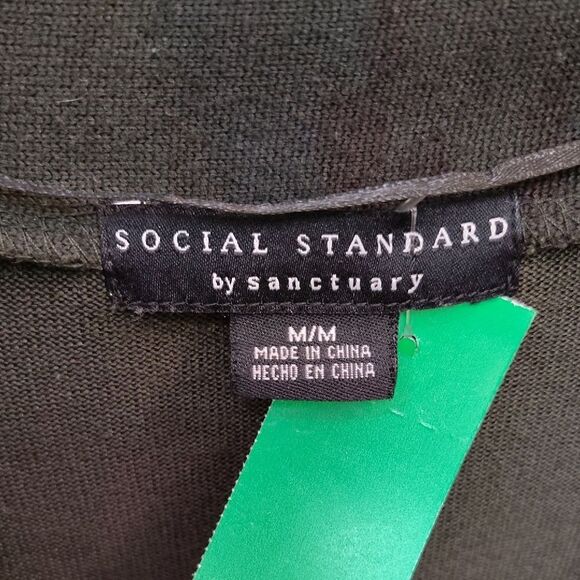 SOCIAL STANDARD
by sanctuary
M/M
MADE IN CHINA
HECHO EN CHINA